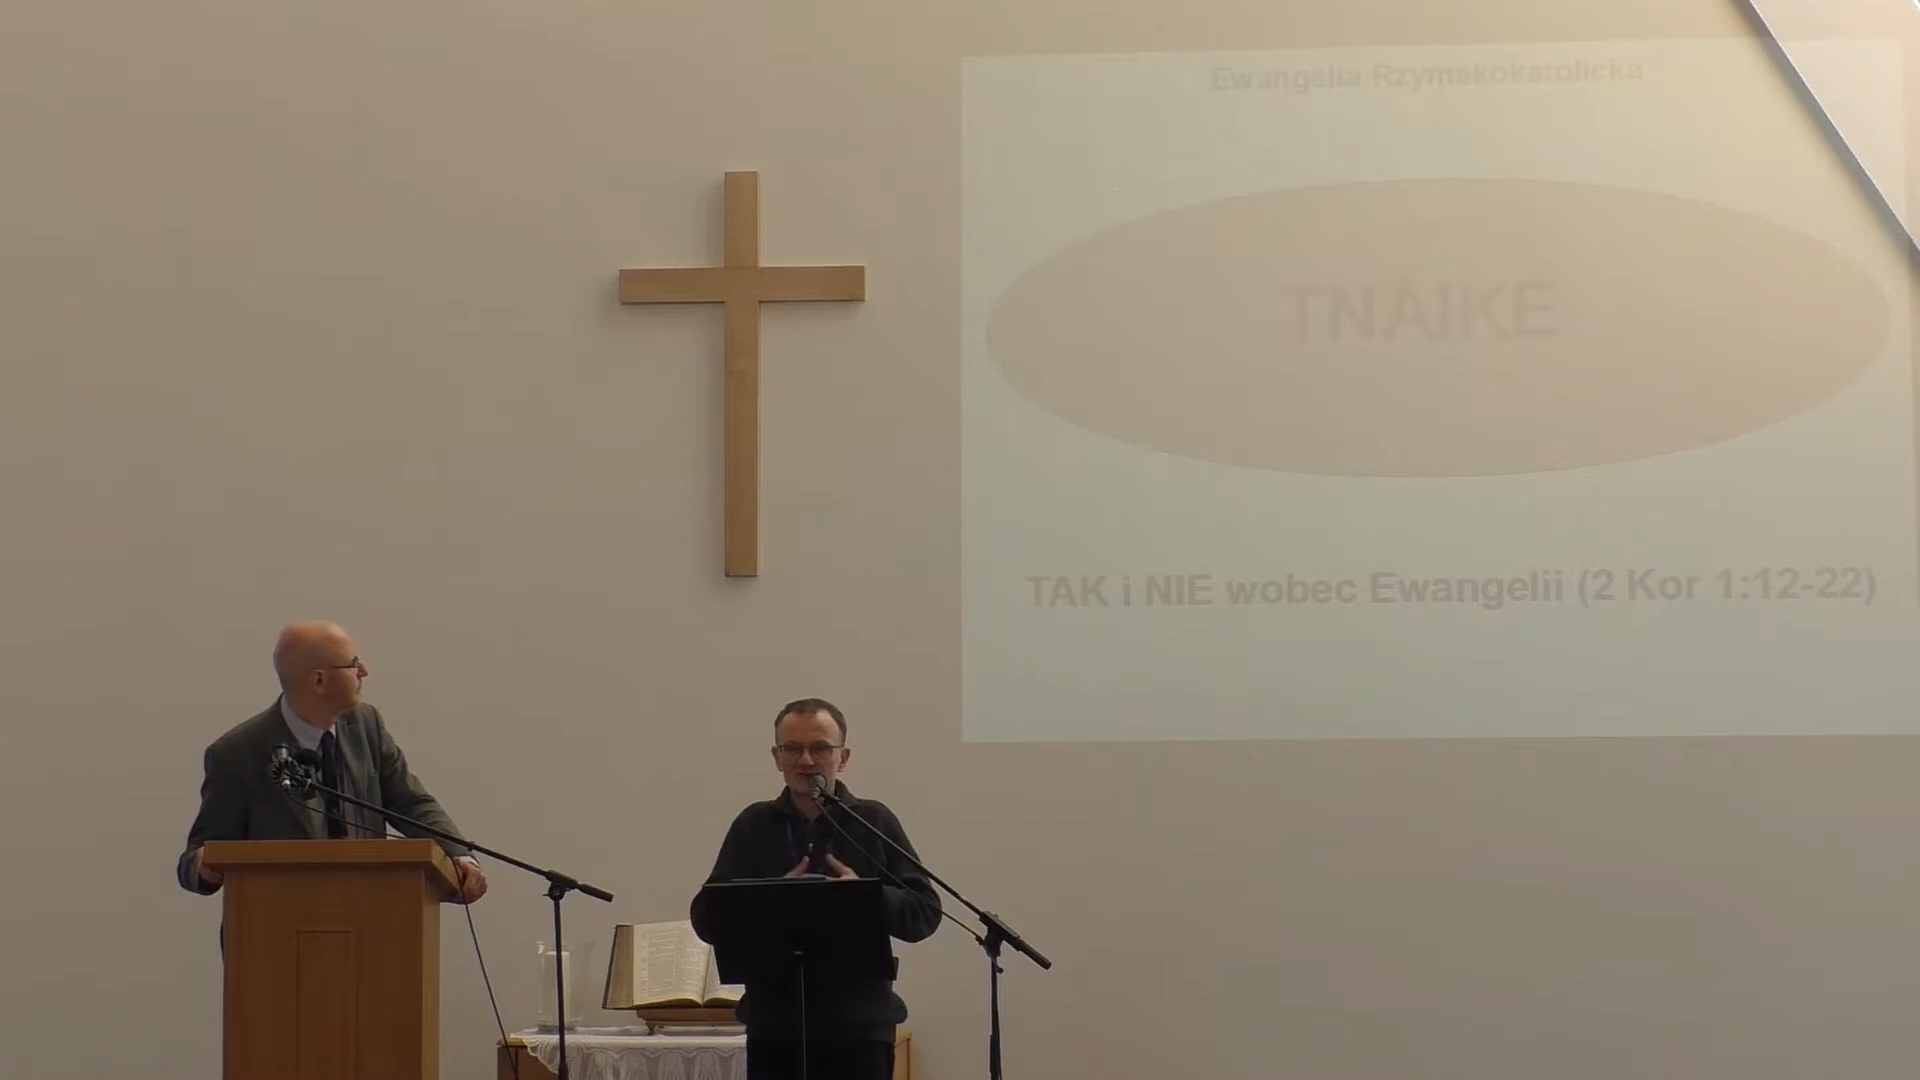 Ewangelia Rzymskokatolicka
TNAIKE
TAK i NIE wobec Ewangelii (2 Kor 1:12-22)